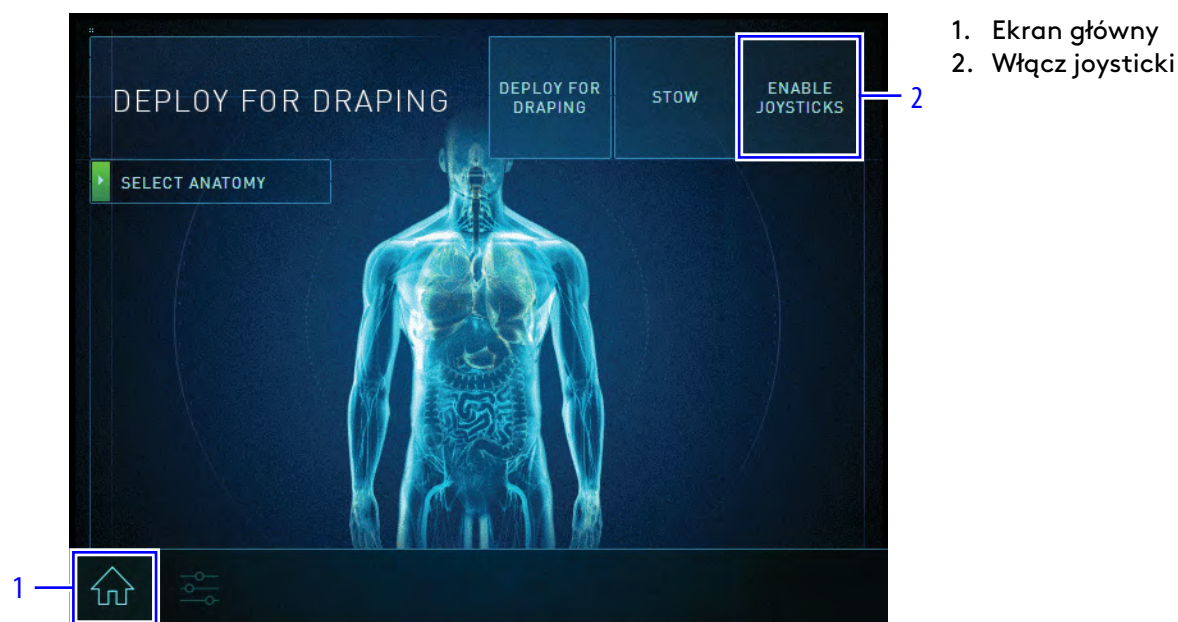 DEPLOY FOR DRAPING
DEPLOY FOR
DRAPING
STOW
ENABLE
JOYSTICKS
2
SELECT ANATOMY
1
1. Ekran główny
2. Włącz joysticki